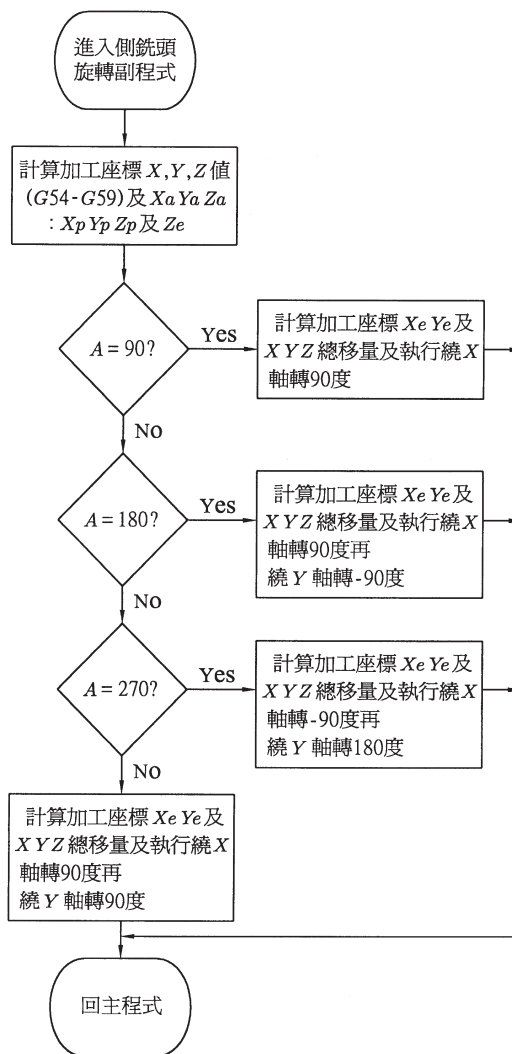 進入側銑頭
旋轉副程式
計算加工座標 X,Y,Z 值
(G54-G59)及 Xa Ya Za
: Xp Yp Zp 及 Ze
A = 90?
Yes
計算加工座標 Xe Ye 及
X Y Z 總移量及執行繞 X
軸轉90度
No
A = 180?
Yes
計算加工座標 Xe Ye 及
X Y Z 總移量及執行繞 X
軸轉90度再
繞 Y 軸轉-90度
No
A = 270?
Yes
計算加工座標 Xe Ye 及
X Y Z 總移量及執行繞 X
軸轉-90度再
繞 Y 軸轉180度
No
計算加工座標 Xe Ye 及
X Y Z 總移量及執行繞 X
軸轉90度再
繞 Y 軸轉90度
回主程式